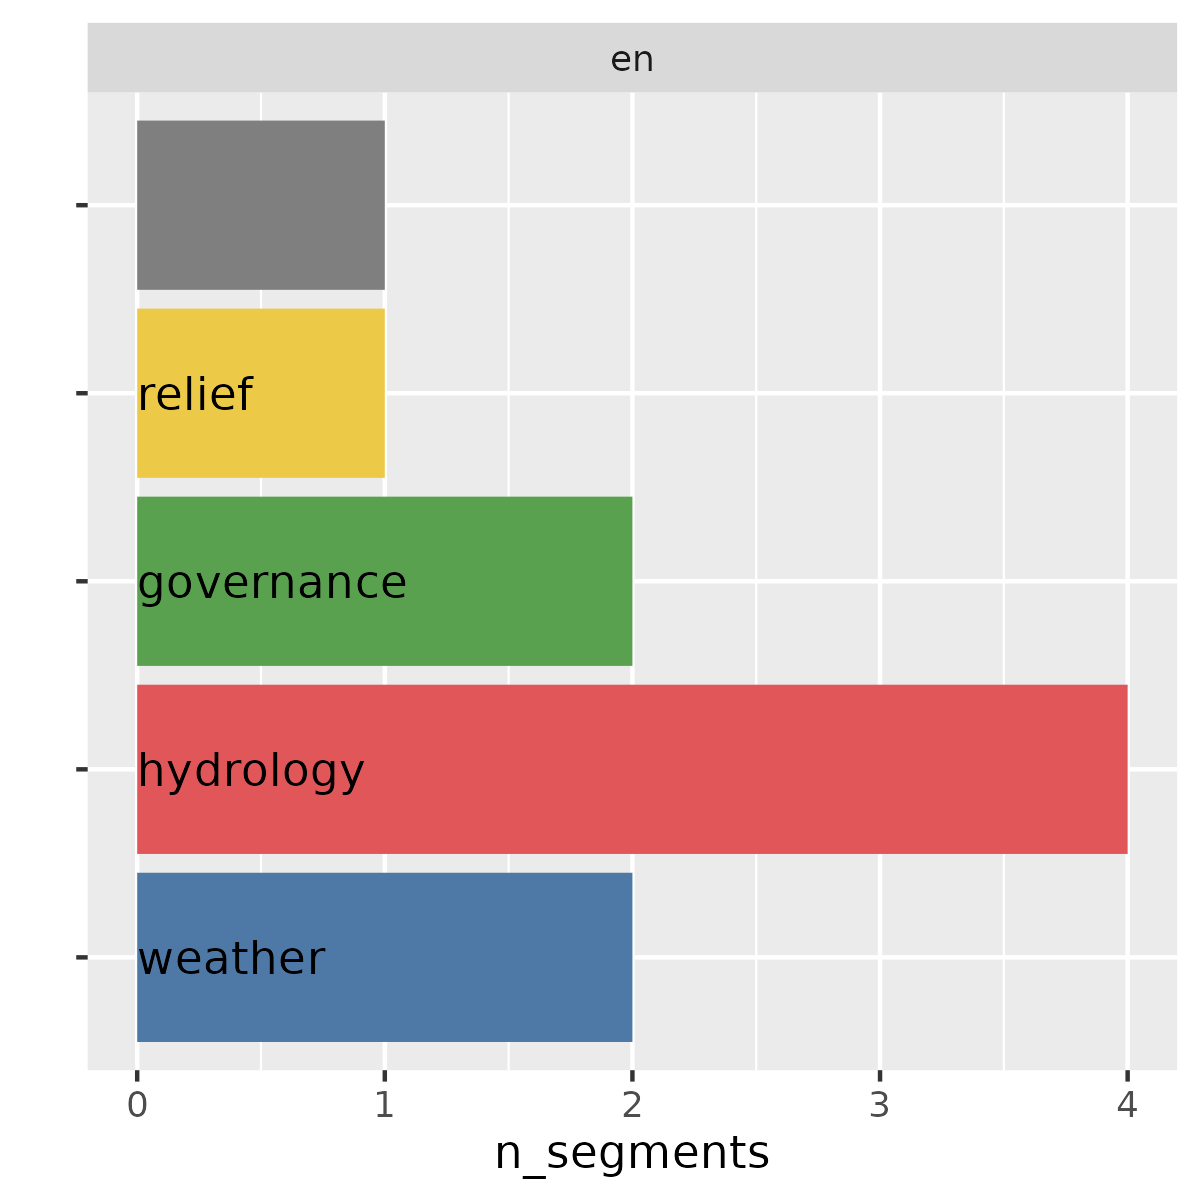 en
relief
governance
hydrology
weather
0 1 2 3 4
n_segments